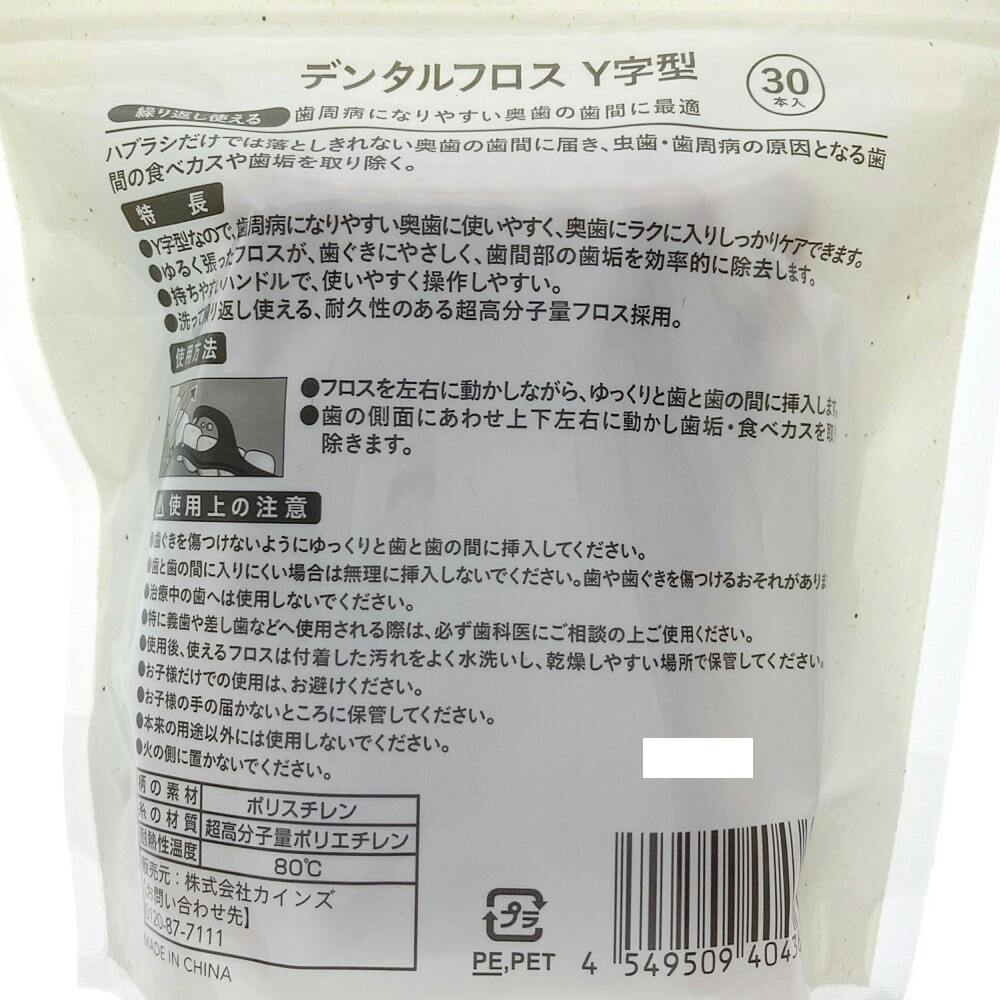 デンタルフロス Y字型
30
本入
繰り返し使える 歯周病になりやすい奥歯の歯間に最適
ハブラシだけでは落としきれない奥歯の歯間に届き、虫歯・歯周病の原因となる歯
間の食べカスや歯垢を取り除く。
特長
●Y字型なので、歯周病になりやすい奥歯に使いやすく、奥歯にラクに入りしっかりケアできます。
●ゆるく張ったフロスが、歯ぐきにやさしく、歯間部の歯垢を効率的に除去します。
●持ちやすいハンドルで、使いやすく操作しやすい。
●洗って繰り返し使える、耐久性のある超高分子量フロス採用。
使用方法
●フロスを左右に動かしながら、ゆっくりと歯と歯の間に挿入します。
●歯の側面にあわせ上下左右に動かし歯垢・食べカスを取り
除きます。
⚠使用上の注意
●歯ぐきを傷つけないようにゆっくりと歯と歯の間に挿入してください。
●歯と歯の間に入りにくい場合は無理に挿入しないでください。歯や歯ぐきを傷つけるおそれがありま
●治療中の歯へは使用しないでください。
●特に義歯や差し歯などへ使用される際は、必ず歯科医にご相談の上ご使用ください。
●使用後、使えるフロスは付着した汚れをよく水洗いし、乾燥しやすい場所で保管してください。
●お子様だけでの使用は、お避けください。
●お子様の手の届かないところに保管してください。
●本来の用途以外には使用しないでください。
●火の側に置かないでください。
柄の素材 ポリスチレン
糸の材質 超高分子量ポリエチレン
耐熱性温度 80℃
販売元：株式会社カインズ
【お問い合わせ先】
0120-87-7111
MADE IN CHINA
プラ
PE,PET
4 549509 4043